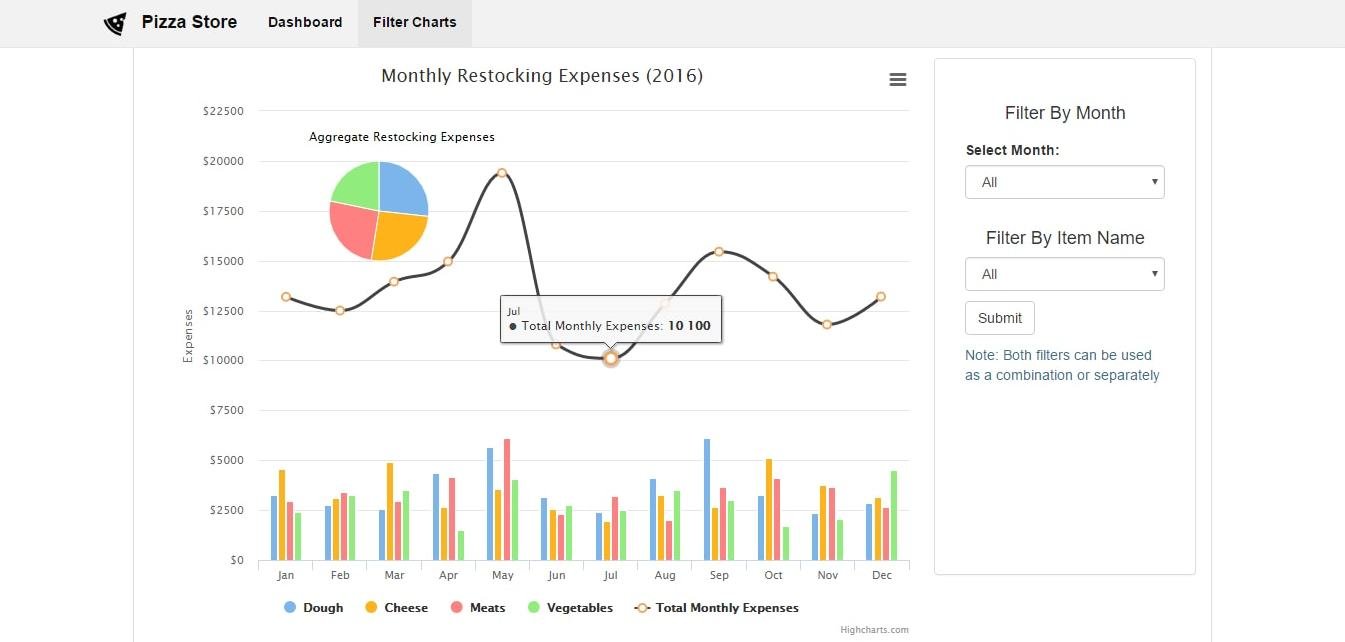 Pizza Store Dashboard Filter Charts
Monthly Restocking Expenses (2016)
Aggregate Restocking Expenses
Expenses
$22500
$20000
$17500
$15000
$12500
$10000
$7500
$5000
$2500
$0
Jul
● Total Monthly Expenses: 10 100
Jan Feb Mar Apr May Jun Jul Aug Sep Oct Nov Dec
Dough Cheese Meats Vegetables Total Monthly Expenses
Highcharts.com
Filter By Month
Select Month:
All
Filter By Item Name
All
Submit
Note: Both filters can be used
as a combination or separately